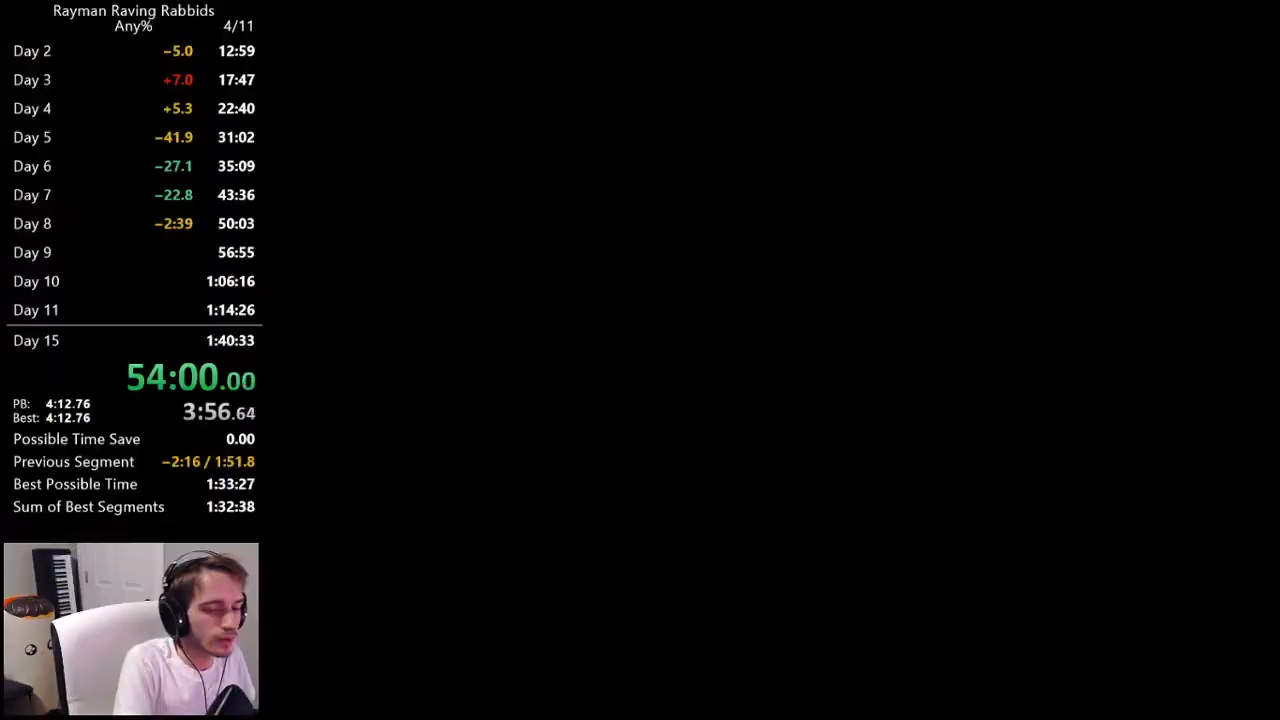 Rayman Raving Rabbids
Any% 4/11
Day 2 −5.0 12:59
Day 3 +7.0 17:47
Day 4 +5.3 22:40
Day 5 −41.9 31:02
Day 6 −27.1 35:09
Day 7 −22.8 43:36
Day 8 −2:39 50:03
Day 9 56:55
Day 10 1:06:16
Day 11 1:14:26
Day 15 1:40:33
54:00.00
PB: 4:12.76
Best: 4:12.76
3:56.64
Possible Time Save 0.00
Previous Segment −2:16 / 1:51.8
Best Possible Time 1:33:27
Sum of Best Segments 1:32:38